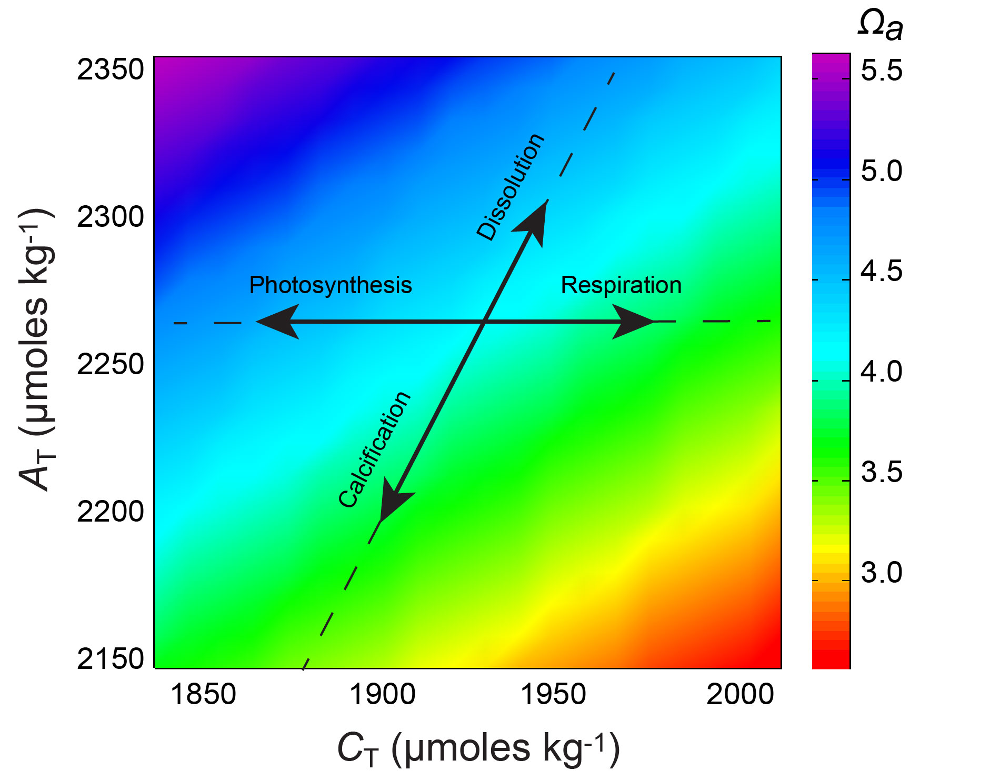 Ωa
2350
2300
2250
2200
2150
AT (μmoles kg-1)
Dissolution
Photosynthesis
Respiration
Calcification
1850
1900
1950
2000
CT (μmoles kg-1)
5.5
5.0
4.5
4.0
3.5
3.0